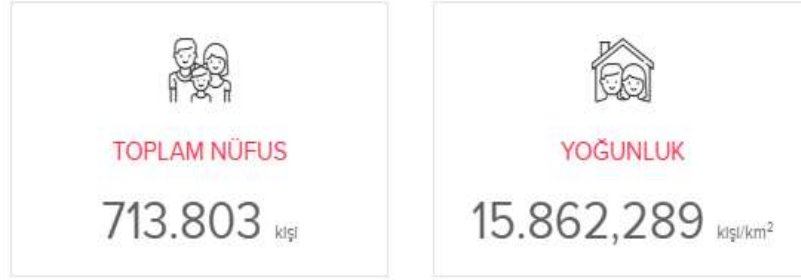 TOPLAM NÜFUS
713.803 kişi
YOĞUNLUK
15.862,289 kişi/km²